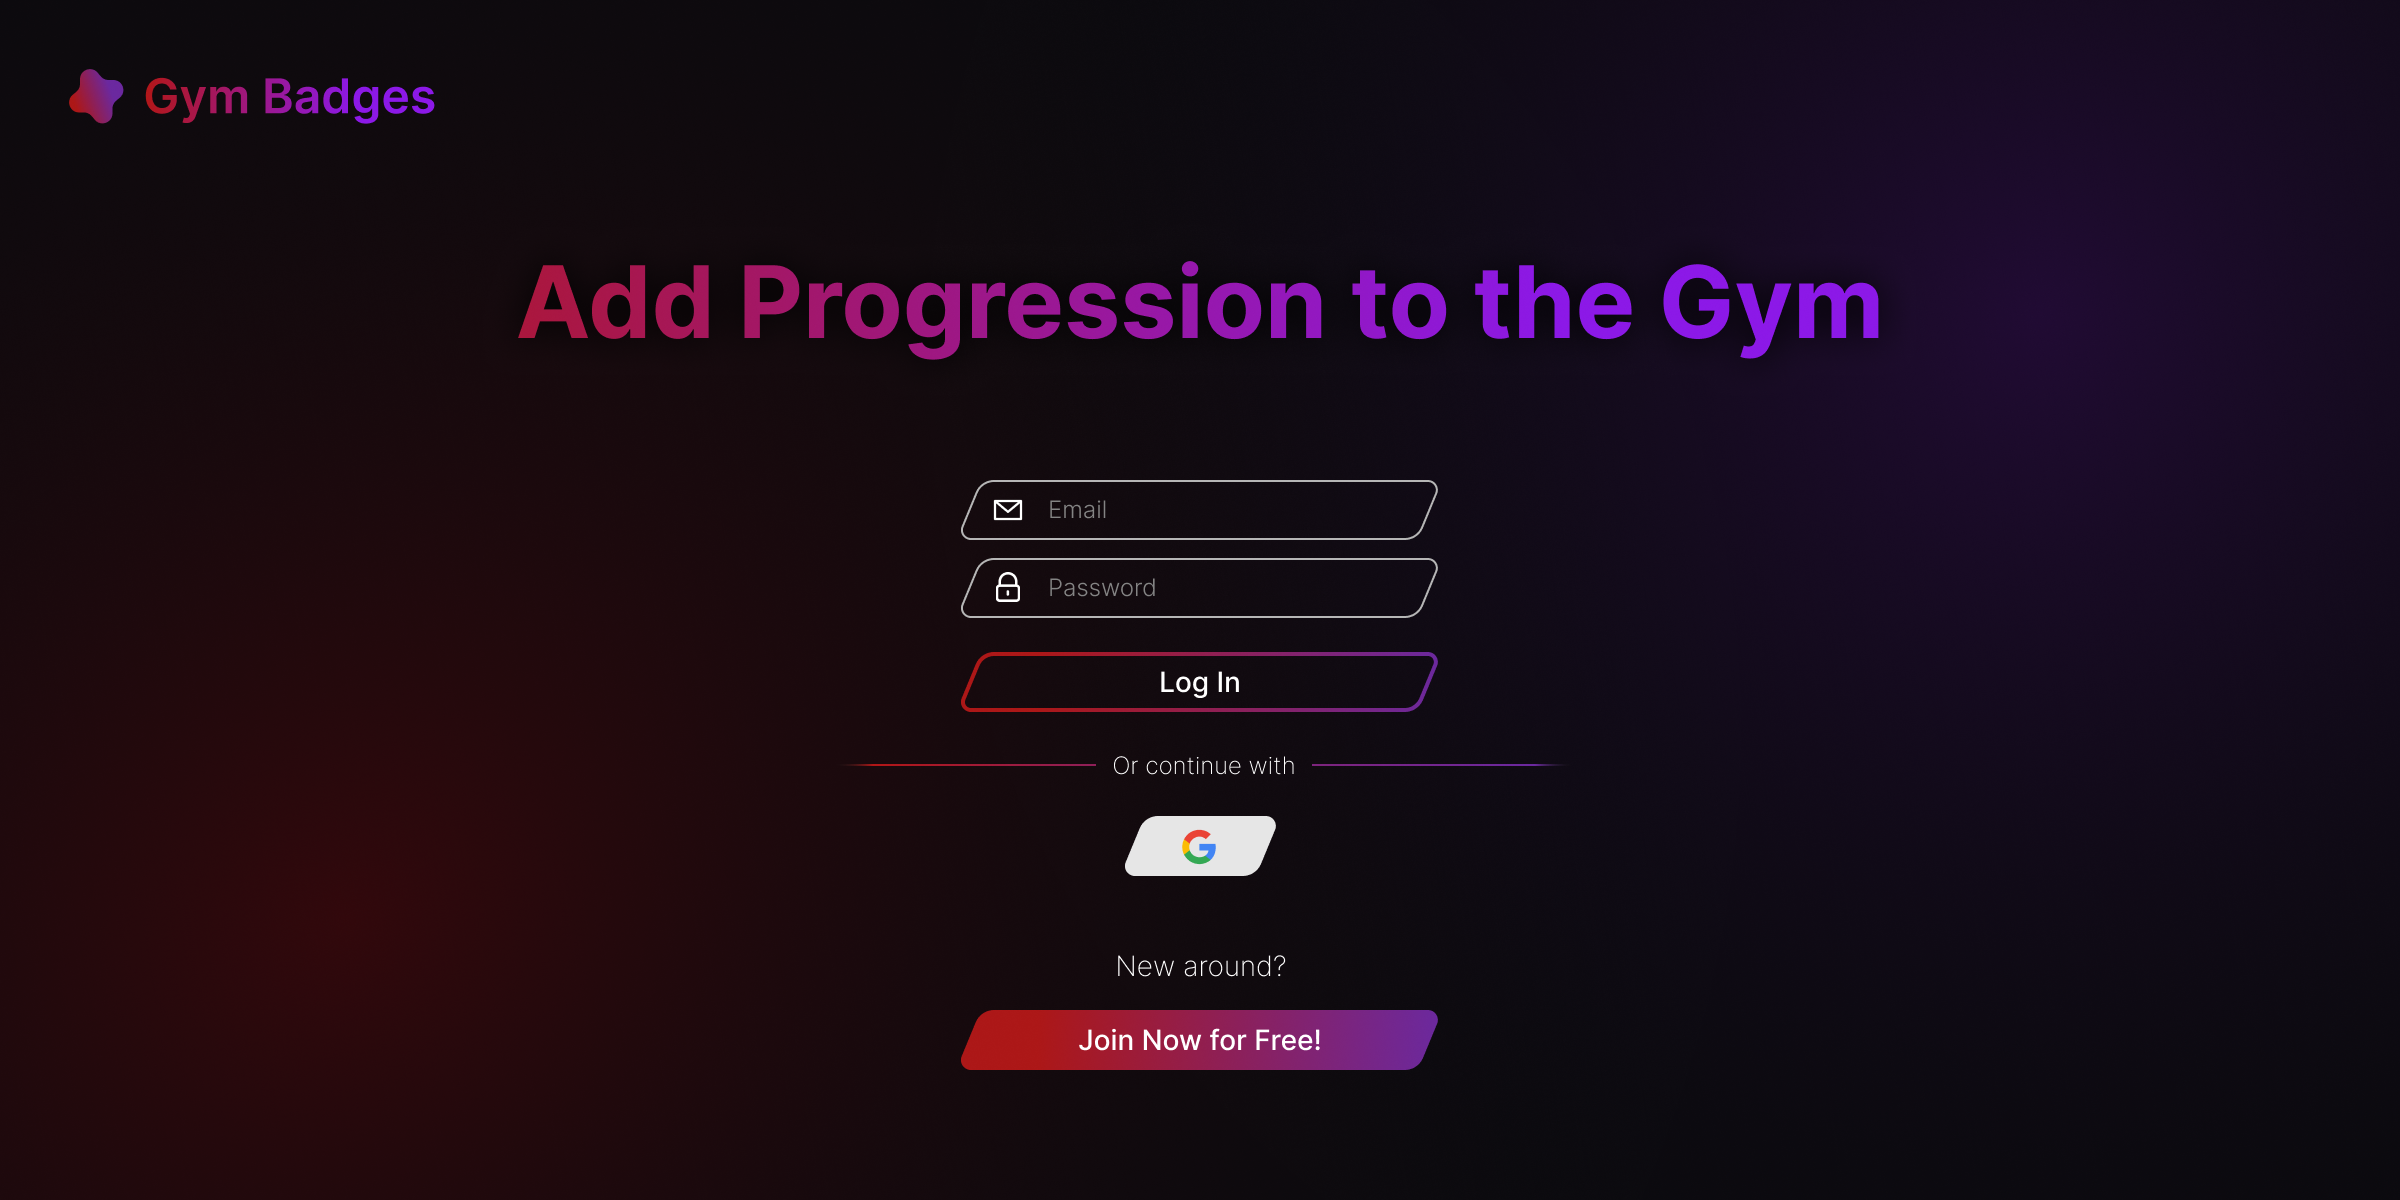 Gym Badges
Add Progression to the Gym
Email
Password
Log In
Or continue with
New around?
Join Now for Free!